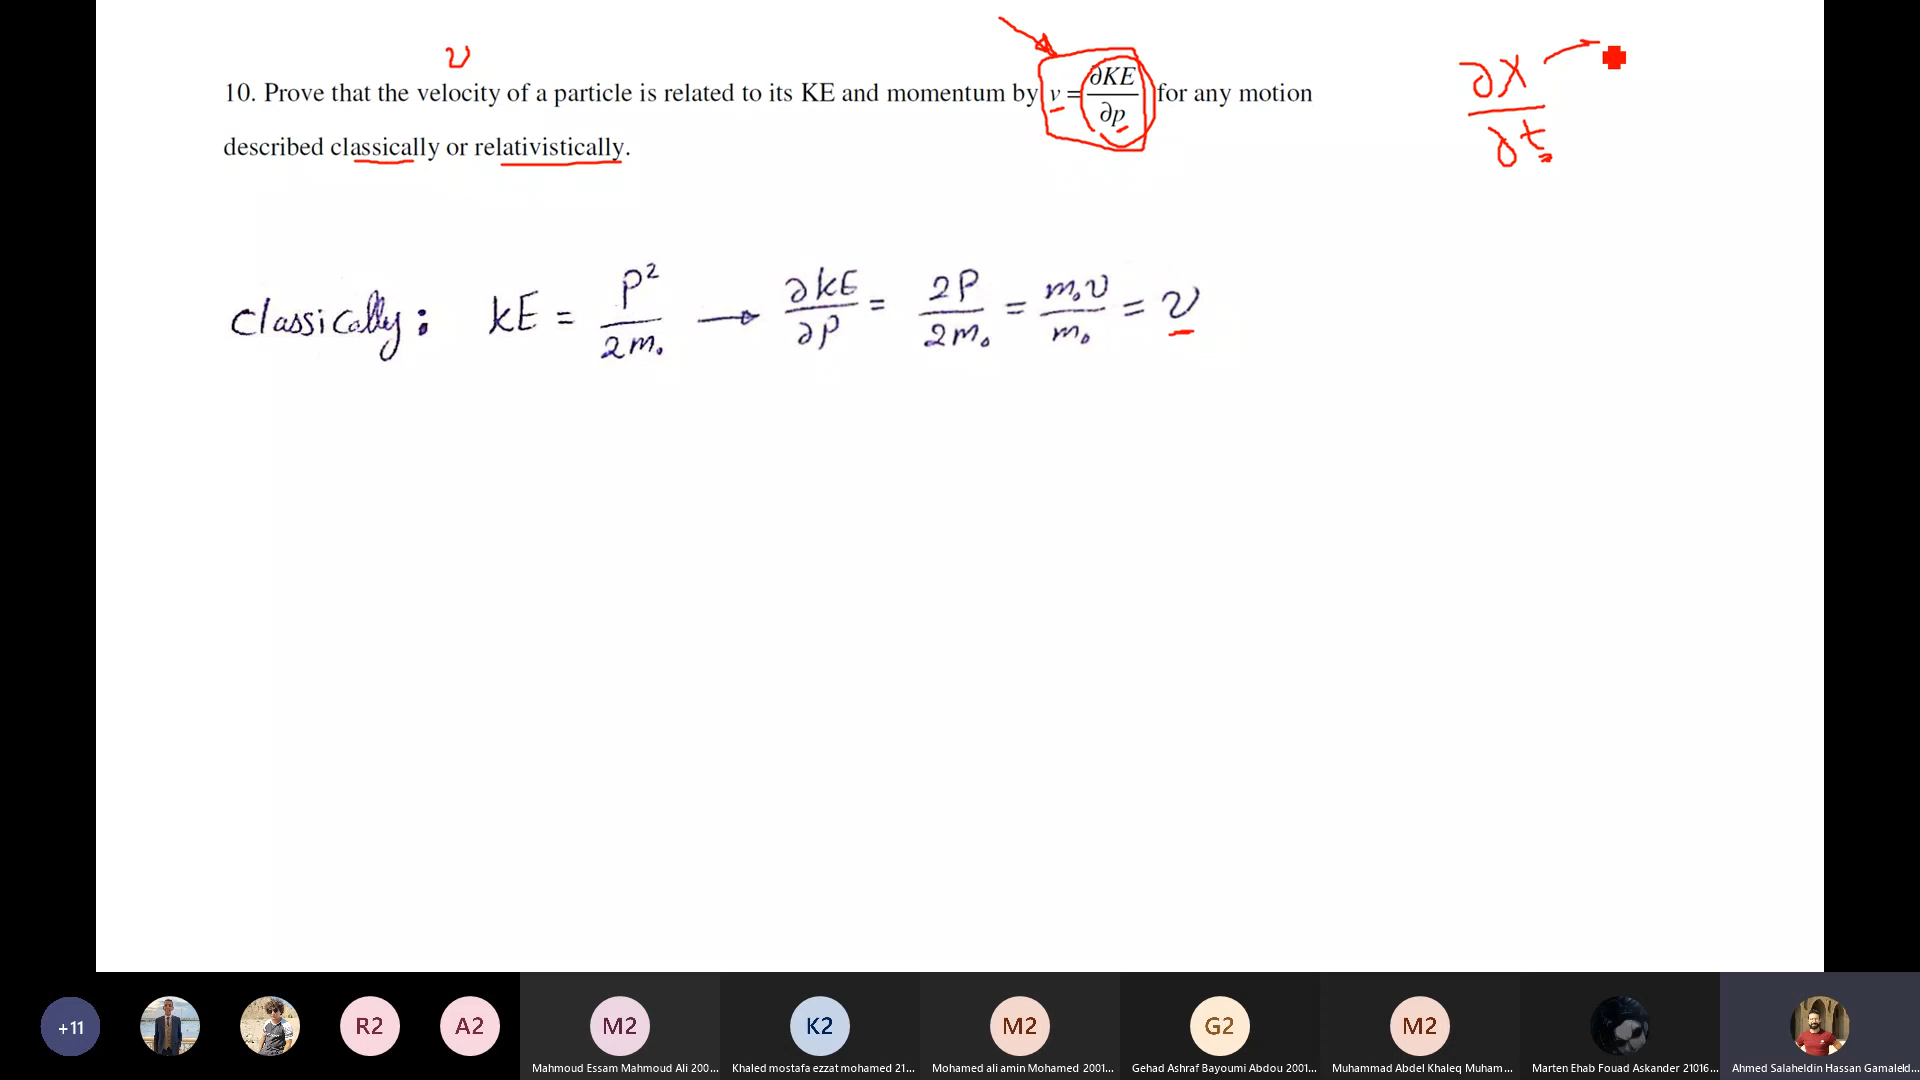 v
10. Prove that the velocity of a particle is related to its KE and momentum by v = ∂KE/∂p for any motion
described classically or relativistically.
∂x/∂t
Classically: KE = P²/2m₀ → ∂KE/∂P = 2P/2m₀ = m₀v/m₀ = v
+11
R2
A2
M2
K2
M2
G2
M2
Mahmoud Essam Mahmoud Ali 200...
Khaled mostafa ezzat mohamed 21...
Mohamed ali amin Mohamed 2001...
Gehad Ashraf Bayoumi Abdou 2001...
Muhammad Abdel Khaleq Muham...
Marten Ehab Fouad Askander 21016...
Ahmed Salaheldin Hassan Gamaleld...